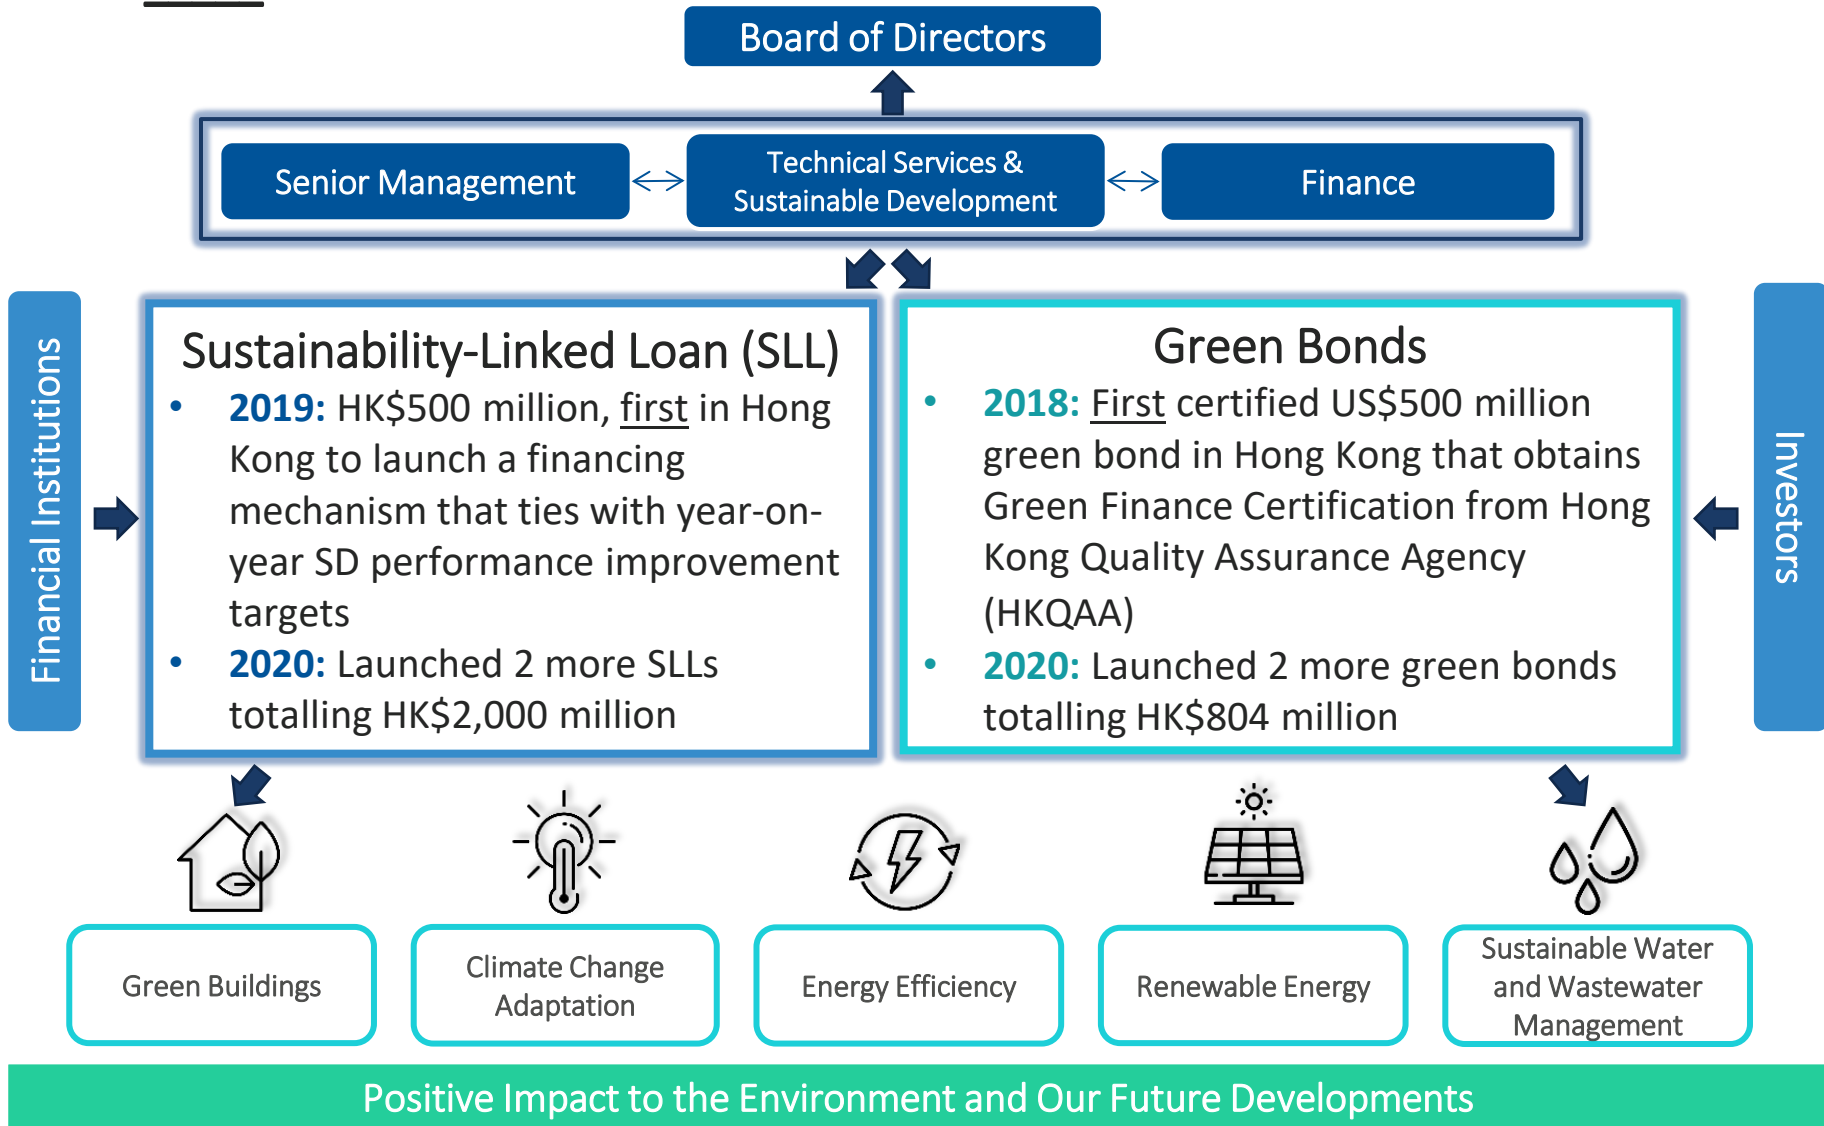 Board of Directors
Senior Management
Technical Services &
Sustainable Development
Finance
Financial Institutions
Sustainability-Linked Loan (SLL)
• 2019: HK$500 million, first in Hong
Kong to launch a financing
mechanism that ties with year-on-
year SD performance improvement
targets
• 2020: Launched 2 more SLLs
totalling HK$2,000 million
Green Bonds
• 2018: First certified US$500 million
green bond in Hong Kong that obtains
Green Finance Certification from Hong
Kong Quality Assurance Agency
(HKQAA)
• 2020: Launched 2 more green bonds
totalling HK$804 million
Investors
Green Buildings
Climate Change
Adaptation
Energy Efficiency
Renewable Energy
Sustainable Water
and Wastewater
Management
Positive Impact to the Environment and Our Future Developments